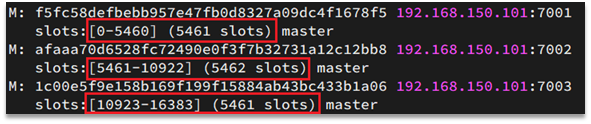 M: f5fc58defbebb957e47fb0d8327a09dc4f1678f5 192.168.150.101:7001
slots:[0-5460] (5461 slots) master
M: afaaa70d6528fc72490e0f3f7b32731a12c12bb8 192.168.150.101:7002
slots:[5461-10922] (5462 slots) master
M: 1c00e5f9e158b169f199f15884ab43bc433b1a06 192.168.150.101:7003
slots:[10923-16383] (5461 slots) master